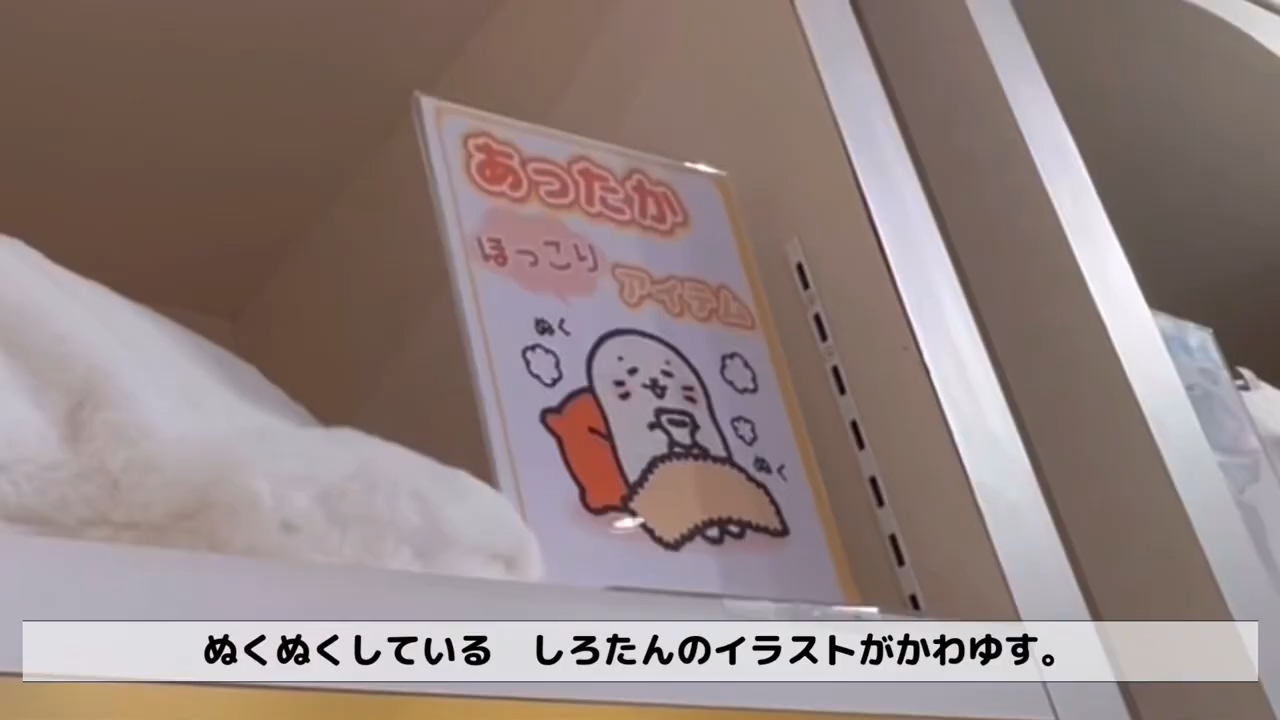 あったか
ほっこり
アイテム
ぬく
ぬく
ぬくぬくしている　しろたんのイラストがかわゆす。